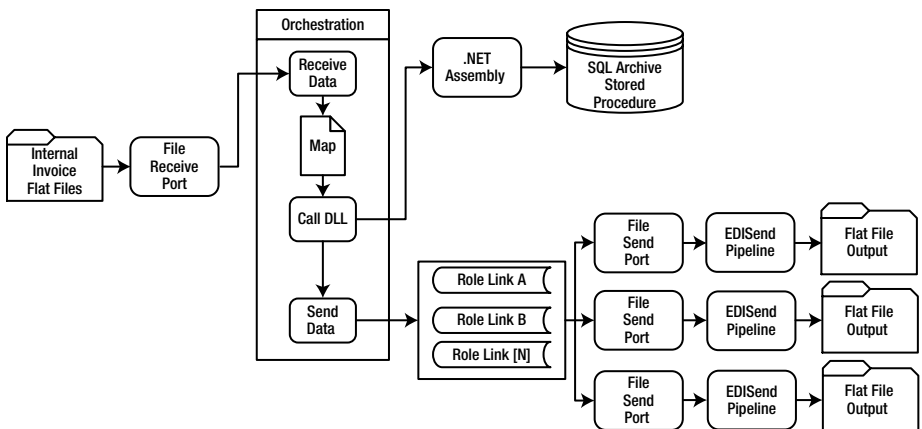 Internal
Invoice
Flat Files
File
Receive
Port
Orchestration
Receive
Data
Map
Call DLL
Send
Data
.NET
Assembly
SQL Archive
Stored
Procedure
Role Link A
Role Link B
Role Link [N]
File
Send
Port
EDISend
Pipeline
Flat File
Output
File
Send
Port
EDISend
Pipeline
Flat File
Output
File
Send
Port
EDISend
Pipeline
Flat File
Output